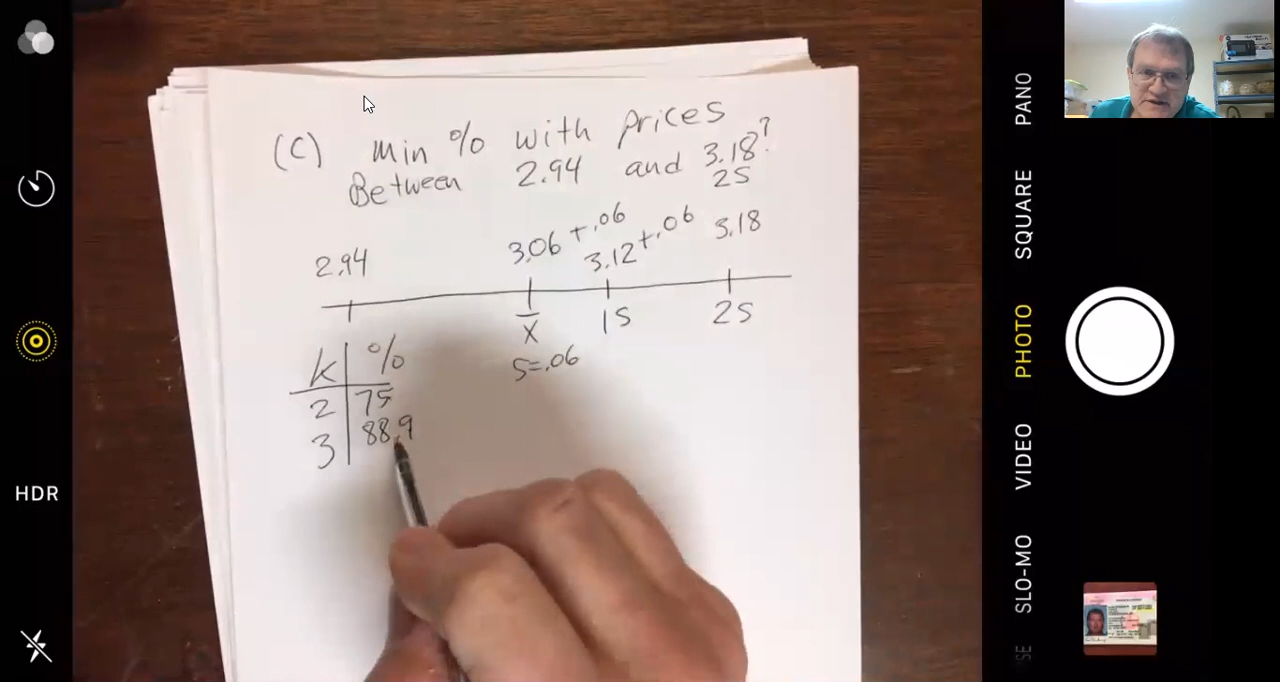 (C) Min % with prices
Between 2.94 and 3.18?
2S
2.94 3.06 +.06 3.12 +.06 3.18
X 1S 2S
S=.06
K %
2 75
3 88.9
HDR
PANO
SQUARE
PHOTO
VIDEO
SLO-MO
SE